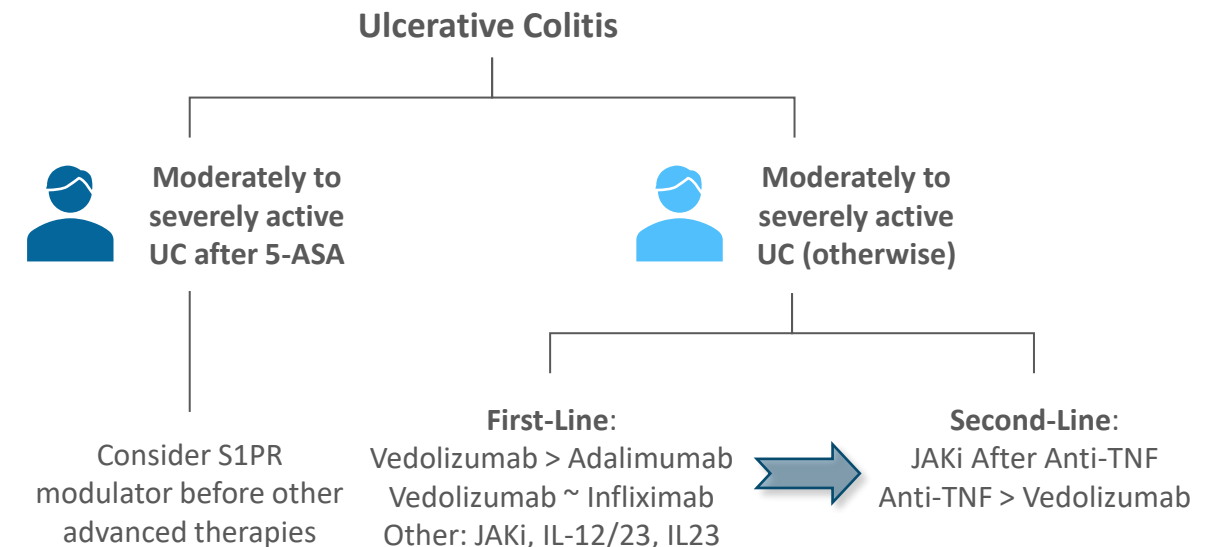 Ulcerative Colitis
Moderately to
severely active
UC after 5-ASA
Moderately to
severely active
UC (otherwise)
Consider S1PR
modulator before other
advanced therapies
First-Line:
Vedolizumab > Adalimumab
Vedolizumab ~ Infliximab
Other: JAKi, IL-12/23, IL23
Second-Line:
JAKi After Anti-TNF
Anti-TNF > Vedolizumab